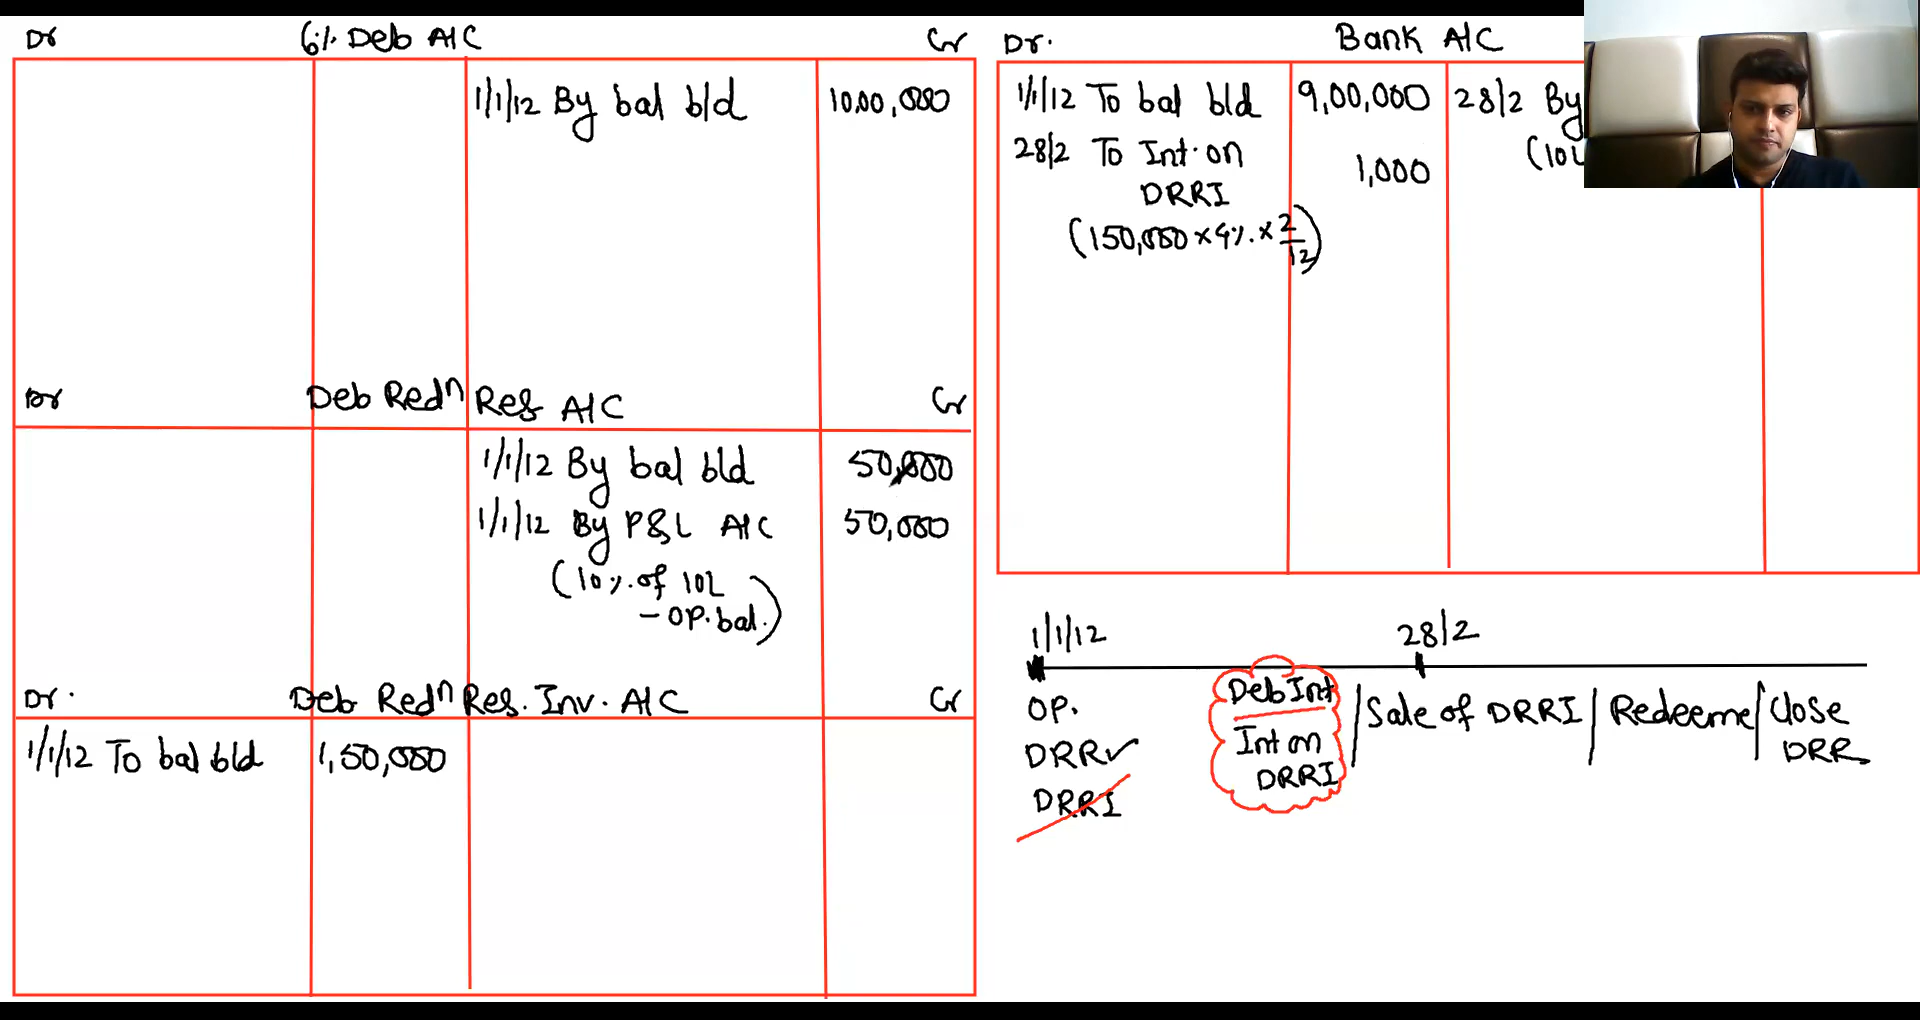 Dr 6% Deb A/C Cr
1/1/12 By bal b/d 10,00,000
Dr Deb Redⁿ Res A/C Cr
1/1/12 By bal b/d 50,000
1/1/12 By P&L A/C 50,000
(10% of 10L
- OP. bal.)
Dr. Deb Redⁿ Res. Inv. A/C Cr
1/1/12 To bal b/d 1,50,000
Dr. Bank A/C
1/1/12 To bal b/d 9,00,000 28/2 By
28/2 To Int. on (10L
DRRI 1,000
(150,000 × 4% × 2/12)
1/1/12 28/2
OP.
DRR✓
DRRI
Deb Int
Int on
DRRI
Sale of DRRI
Redeeme
Close
DRR